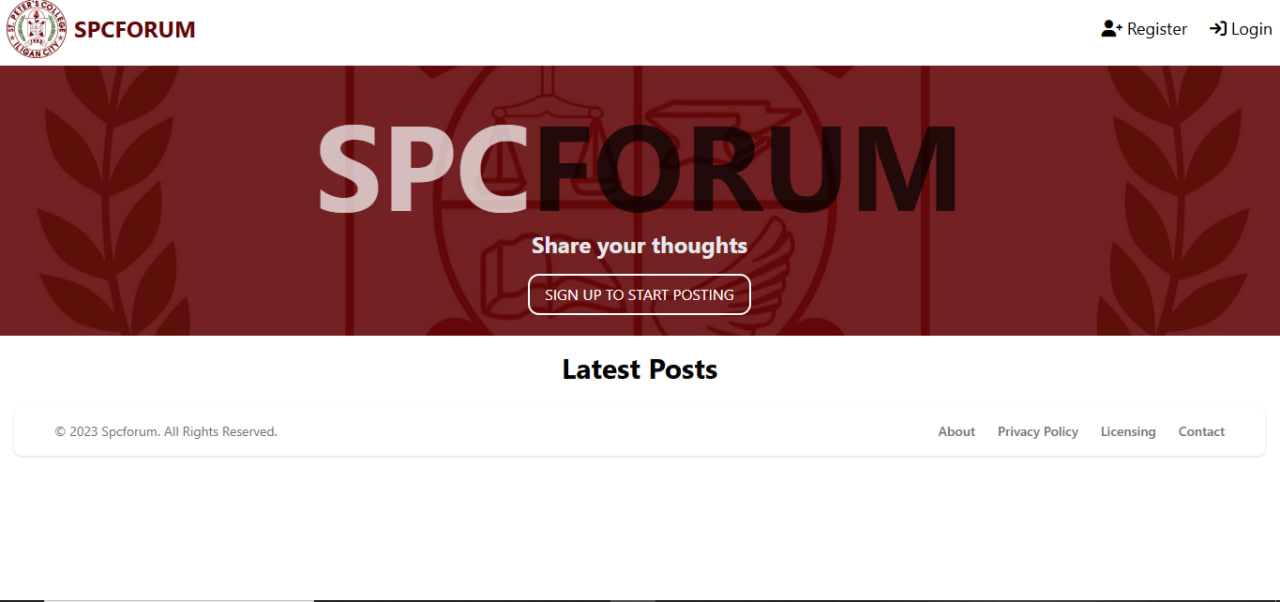 ST. PETER'S COLLEGE
ILIGAN CITY
SPCFORUM
Register
Login
SPCFORUM
Share your thoughts
SIGN UP TO START POSTING
Latest Posts
© 2023 Spcforum. All Rights Reserved.
About
Privacy Policy
Licensing
Contact